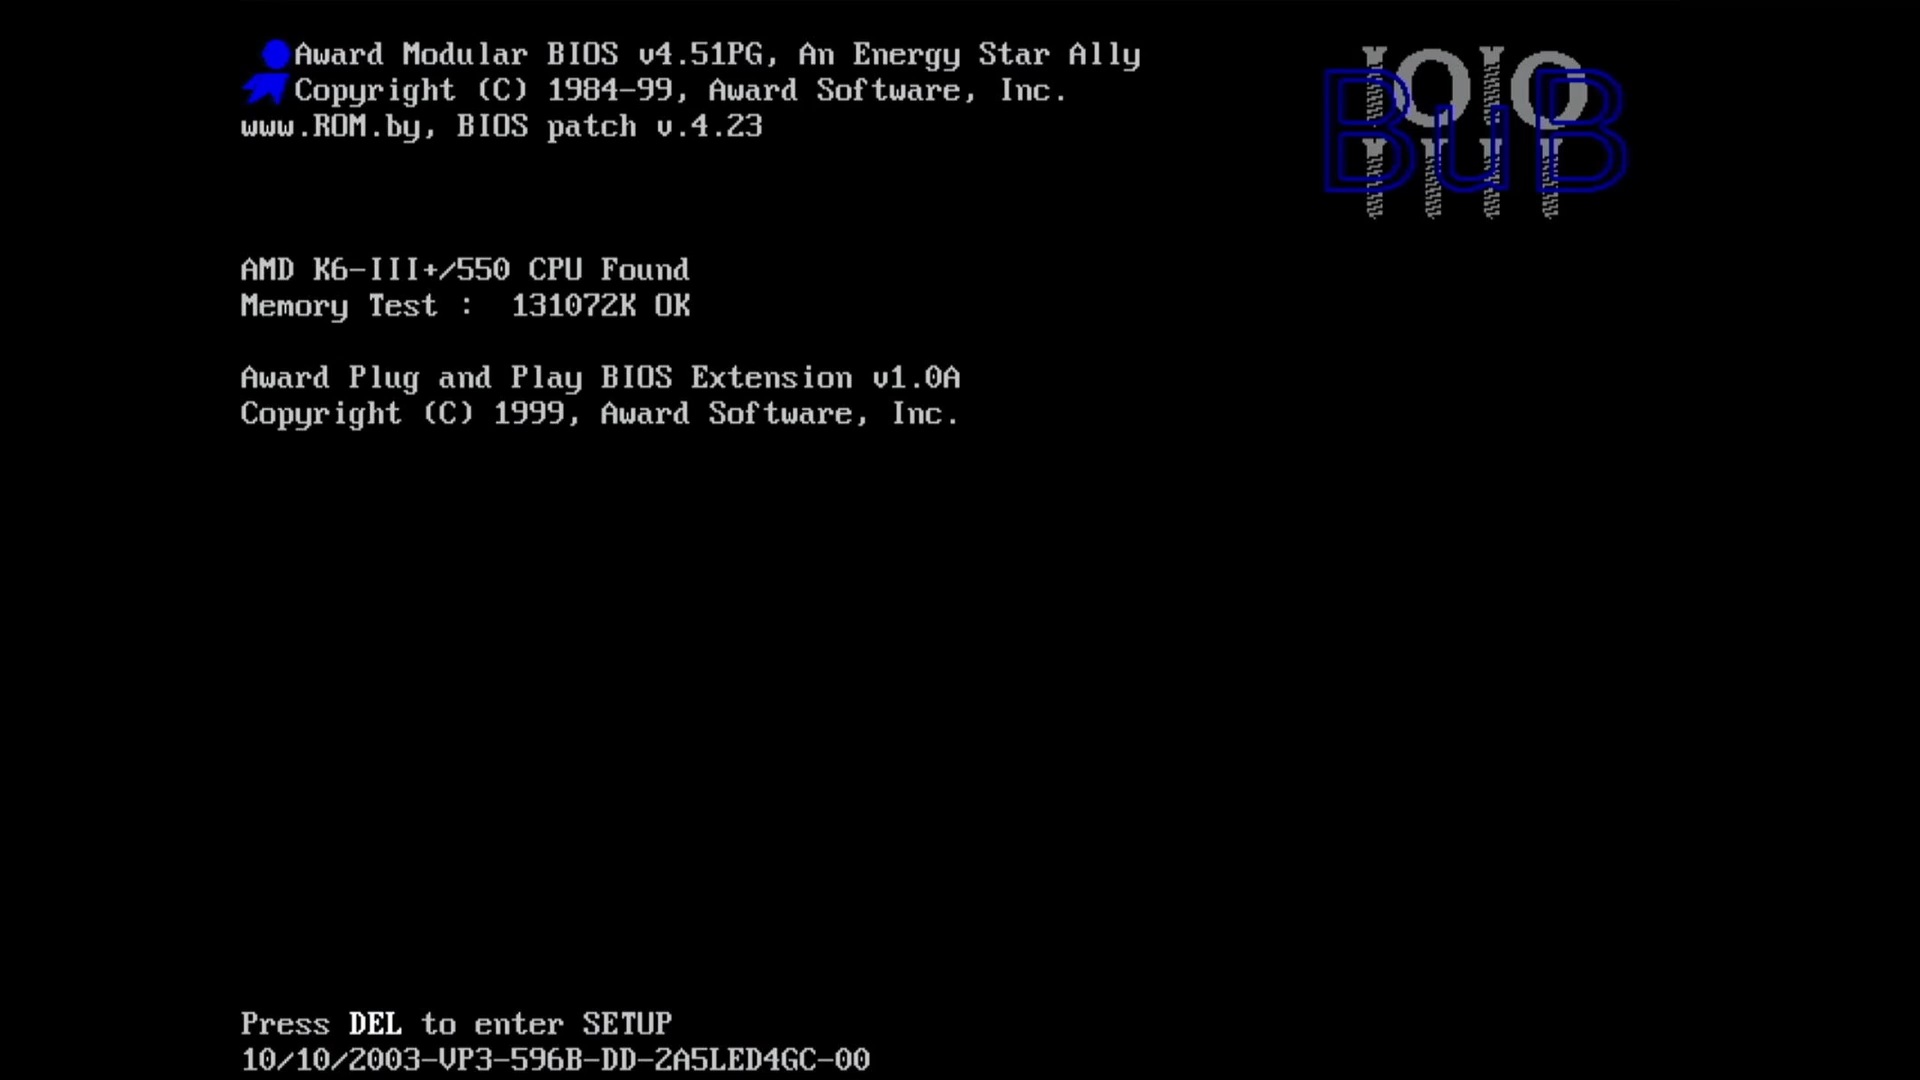 Award Modular BIOS v4.51PG, An Energy Star Ally
Copyright (C) 1984-99, Award Software, Inc.
www.ROM.by, BIOS patch v.4.23
IOIO
BuB
AMD K6-III+/550 CPU Found
Memory Test :  131072K OK
Award Plug and Play BIOS Extension v1.0A
Copyright (C) 1999, Award Software, Inc.
Press DEL to enter SETUP
10/10/2003-VP3-596B-DD-2A5LED4GC-00